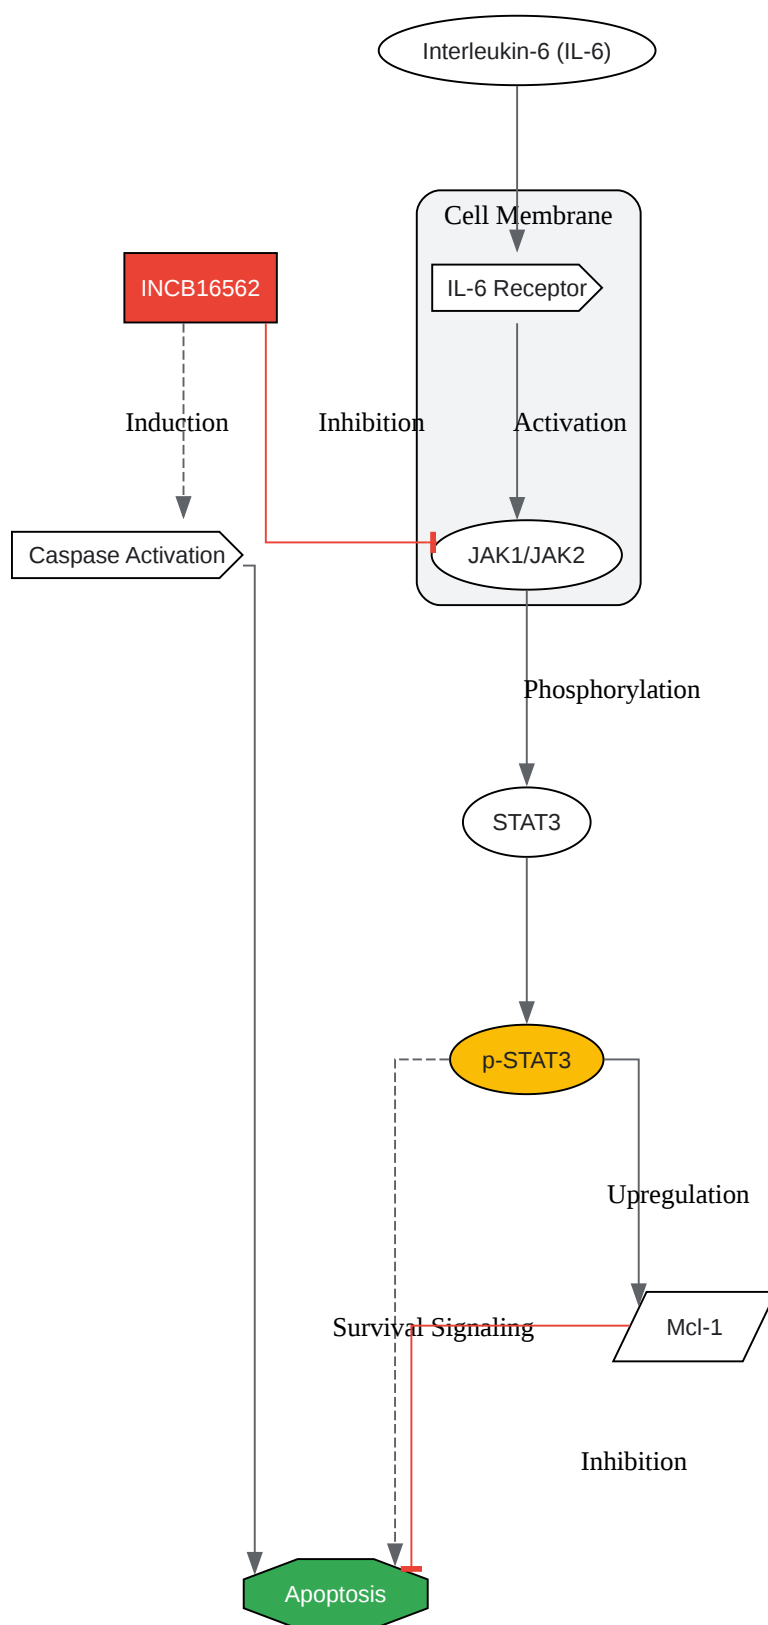 Interleukin-6 (IL-6)
Cell Membrane
INCB16562
IL-6 Receptor
Induction
Inhibition
Activation
Caspase Activation
JAK1/JAK2
Phosphorylation
STAT3
p-STAT3
Upregulation
Survival Signaling
Mcl-1
Inhibition
Apoptosis